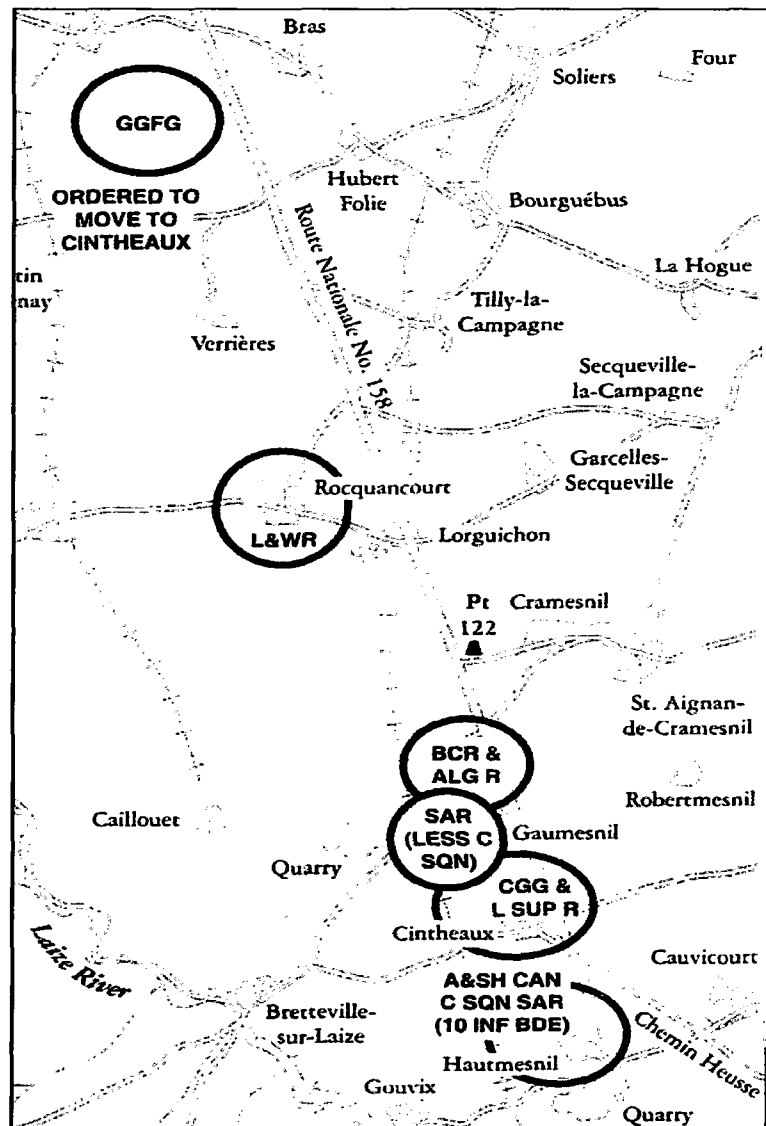 Bras
Four
Soliers
GGFG
Hubert
Folie
ORDERED TO
MOVE TO
CINTHEAUX
Bourguébus
tin
nay
La Hogue
Route Nationale No. 158
Tilly-la-
Campagne
Verrières
Secqueville-
la-Campagne
Rocquancourt
Garcelles-
Secqueville
L&WR
Lorguichon
Pt
122
Cramesnil
St. Aignan-
de-Cramesnil
BCR &
ALG R
Robertmesnil
Caillouet
SAR
(LESS C
SQN)
Gaumesnil
Quarry
CGG &
L SUP R
Cintheaux
Laize River
Cauvicourt
A&SH CAN
C SQN SAR
(10 INF BDE)
Bretteville-
sur-Laize
Chemin Heusse
Hautmesnil
Gouvix
Quarry